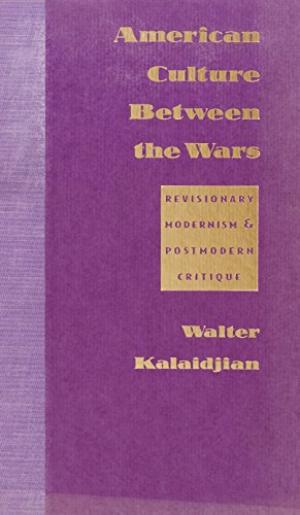 American
Culture
Between
the Wars
REVISIONARY
MODERNISM &
POSTMODERN
CRITIQUE
Walter
Kalaidjian